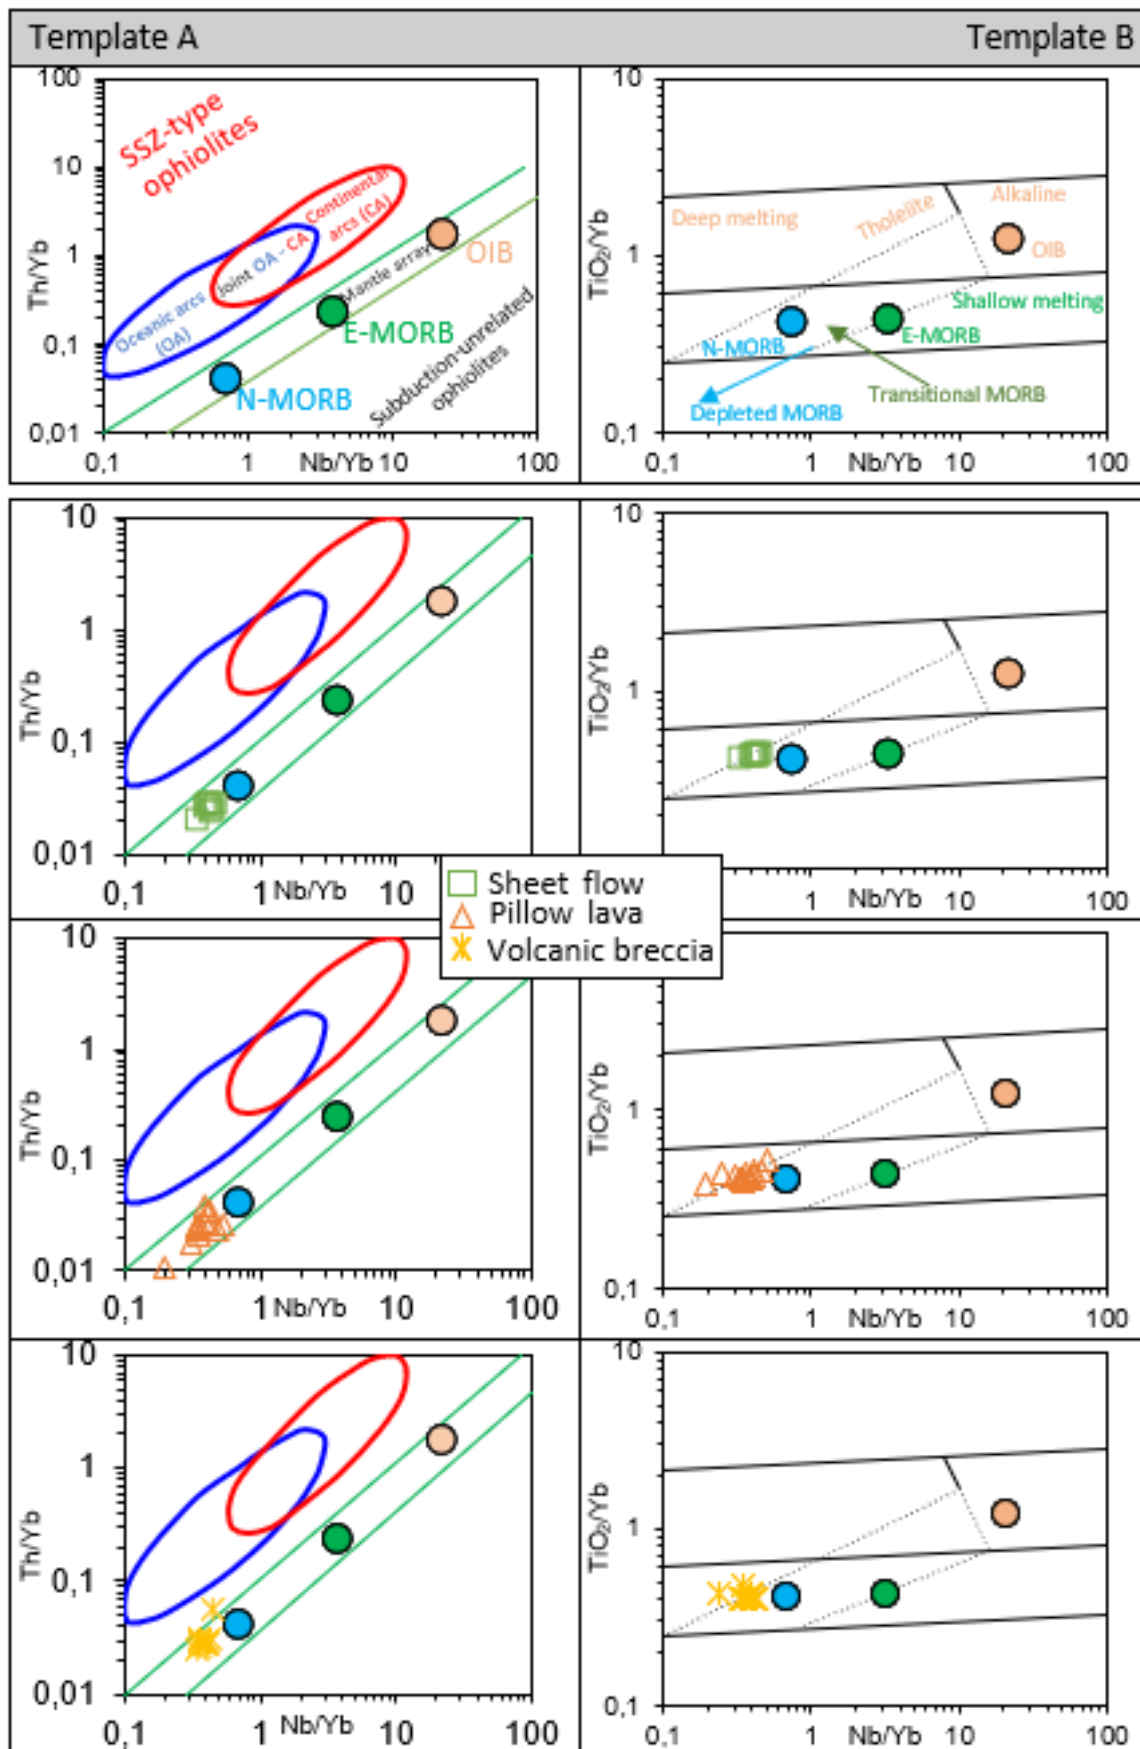 Template A
Template B
100
10
1
0,1
0,01
Th/Yb
SSZ-type
ophiolites
Continental
arcs (CA)
Joint OA - CA
Oceanic arcs
(OA)
Mantle array
OIB
E-MORB
N-MORB
Subduction-unrelated
ophiolites
0,1
1
Nb/Yb
10
100
10
1
0,1
TiO₂/Yb
Deep melting
Tholeiite
Alkaline
OIB
Shallow melting
N-MORB
E-MORB
Depleted MORB
Transitional MORB
0,1
1
Nb/Yb
10
100
10
1
0,1
0,01
Th/Yb
0,
1
Nb/Yb
10
10
1
TiO₂/Yb
0,1
1
Nb/Yb
10
100
Sheet flow
Pillow lava
Volcanic breccia
10
1
0,1
0,01
Th/Yb
0,1
1
Nb/Yb
10
100
1
0,1
TiO₂/Yb
0,1
1
Nb/Yb
10
100
10
1
0,1
0,01
Th/Yb
0,1
1
Nb/Yb
10
100
10
1
0,1
TiO₂/Yb
0,1
1
Nb/Yb
10
100